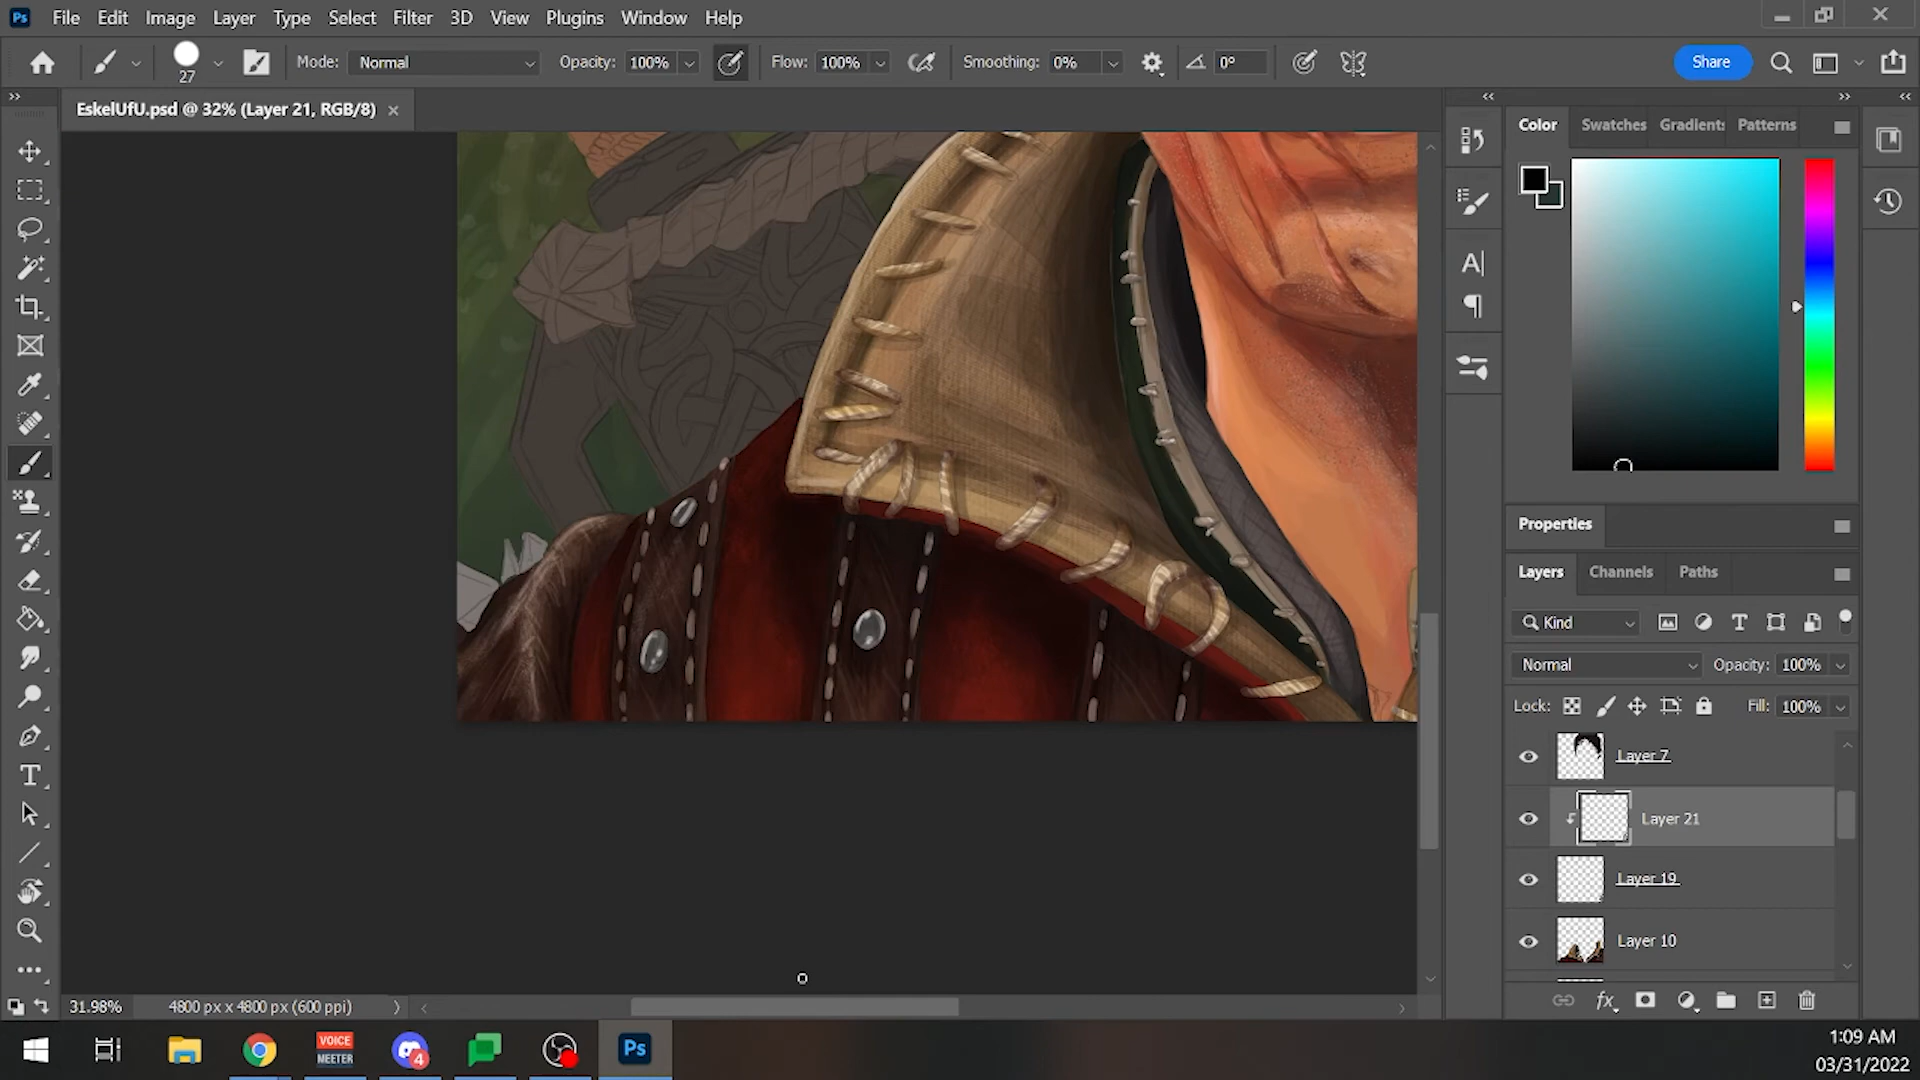 Ps File Edit Image Layer Type Select Filter 3D View Plugins Window Help
27 Mode: Normal Opacity: 100% Flow: 100% Smoothing: 0% 0° Share
EskelUfU.psd @ 32% (Layer 21, RGB/8)
Color Swatches Gradients Patterns
Properties
Layers Channels Paths
Kind
Normal Opacity: 100%
Lock: Fill: 100%
Layer 7
Layer 21
Layer 19
Layer 10
fx
31.98% 4800 px x 4800 px (600 ppi)
VOICE
MEETER
4
Ps
1:09 AM
03/31/2022